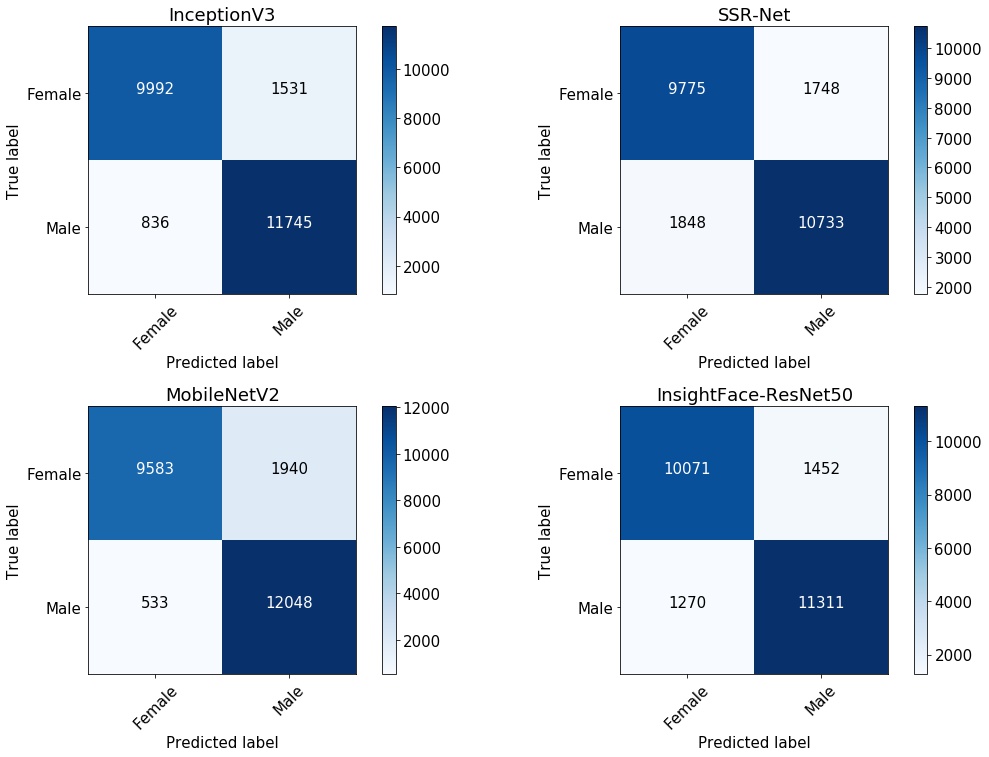 InceptionV3
Female 9992 1531
Male 836 11745
True label
Female Male
Predicted label
10000
8000
6000
4000
2000
SSR-Net
Female 9775 1748
Male 1848 10733
True label
Female Male
Predicted label
10000
9000
8000
7000
6000
5000
4000
3000
2000
MobileNetV2
Female 9583 1940
Male 533 12048
True label
Female Male
Predicted label
12000
10000
8000
6000
4000
2000
InsightFace-ResNet50
Female 10071 1452
Male 1270 11311
True label
Female Male
Predicted label
10000
8000
6000
4000
2000